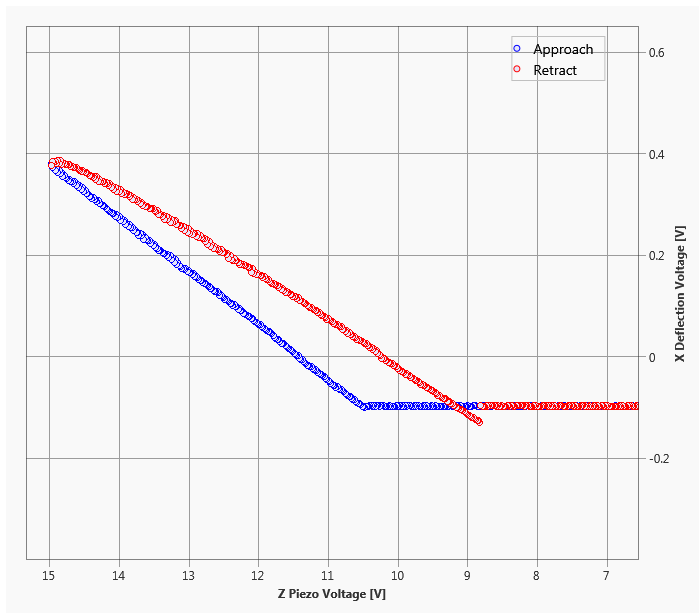 Approach
Retract
0.6
0.4
0.2
0
-0.2
X Deflection Voltage [V]
15 14 13 12 11 10 9 8 7
Z Piezo Voltage [V]